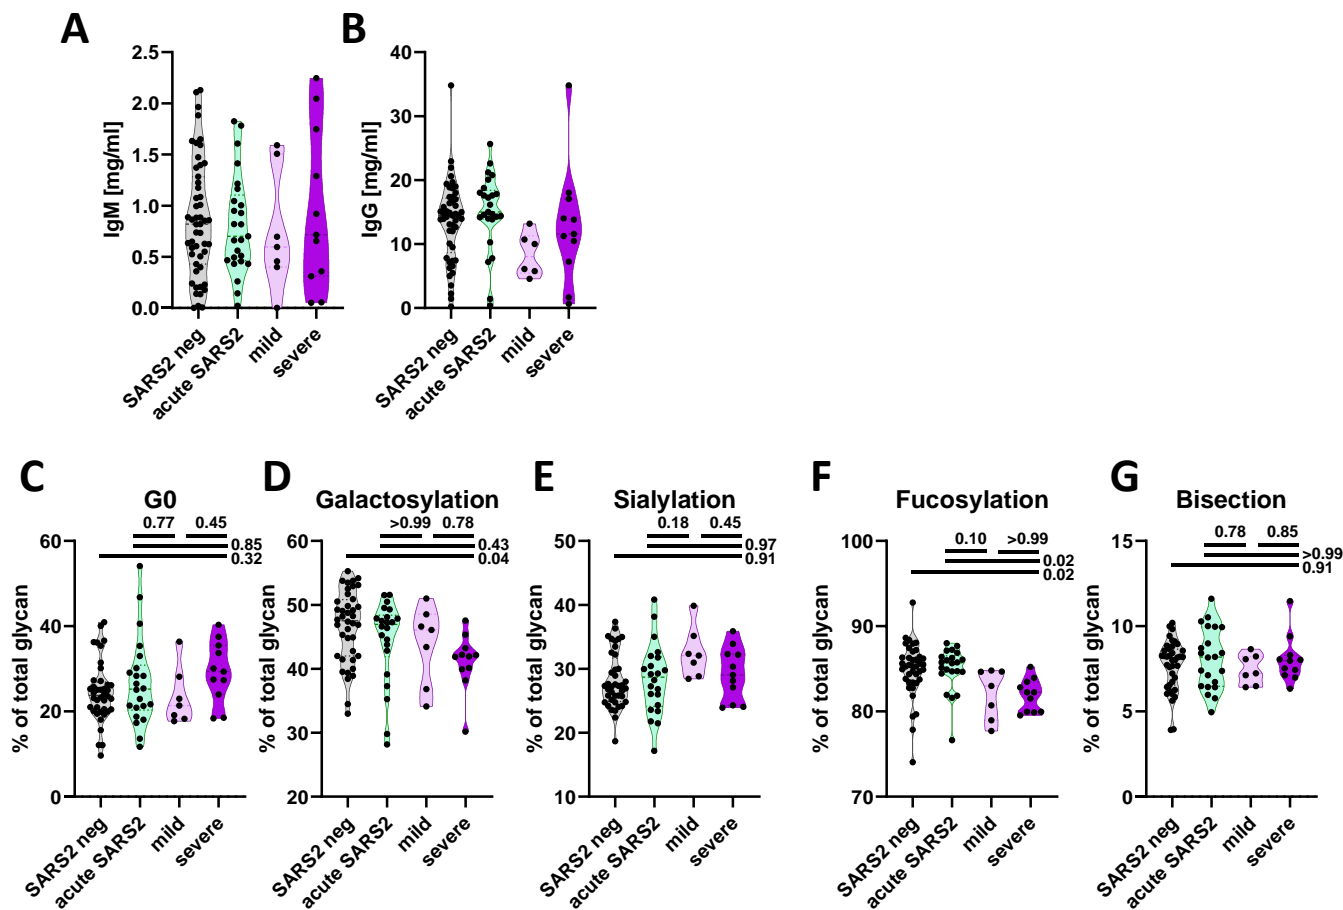 A
B
2.5
2.0
1.5
1.0
0.5
0.0
IgM [mg/ml]
SARS2 neg
acute SARS2
mild
severe
40
30
20
10
0
IgG [mg/ml]
SARS2 neg
acute SARS2
mild
severe
C
G0
0.77
0.45
0.85
0.32
60
40
20
0
% of total glycan
SARS2 neg
acute SARS2
mild
severe
D
Galactosylation
>0.99
0.78
0.43
0.04
60
50
40
30
20
% of total glycan
SARS2 neg
acute SARS2
mild
severe
E
Sialylation
0.18
0.45
0.97
0.91
50
40
30
20
10
% of total glycan
SARS2 neg
acute SARS2
mild
severe
F
Fucosylation
0.10
>0.99
0.02
0.02
100
90
80
70
% of total glycan
SARS2 neg
acute SARS2
mild
severe
G
Bisection
0.78
0.85
>0.99
0.91
15
10
5
0
% of total glycan
SARS2 neg
acute SARS2
mild
severe